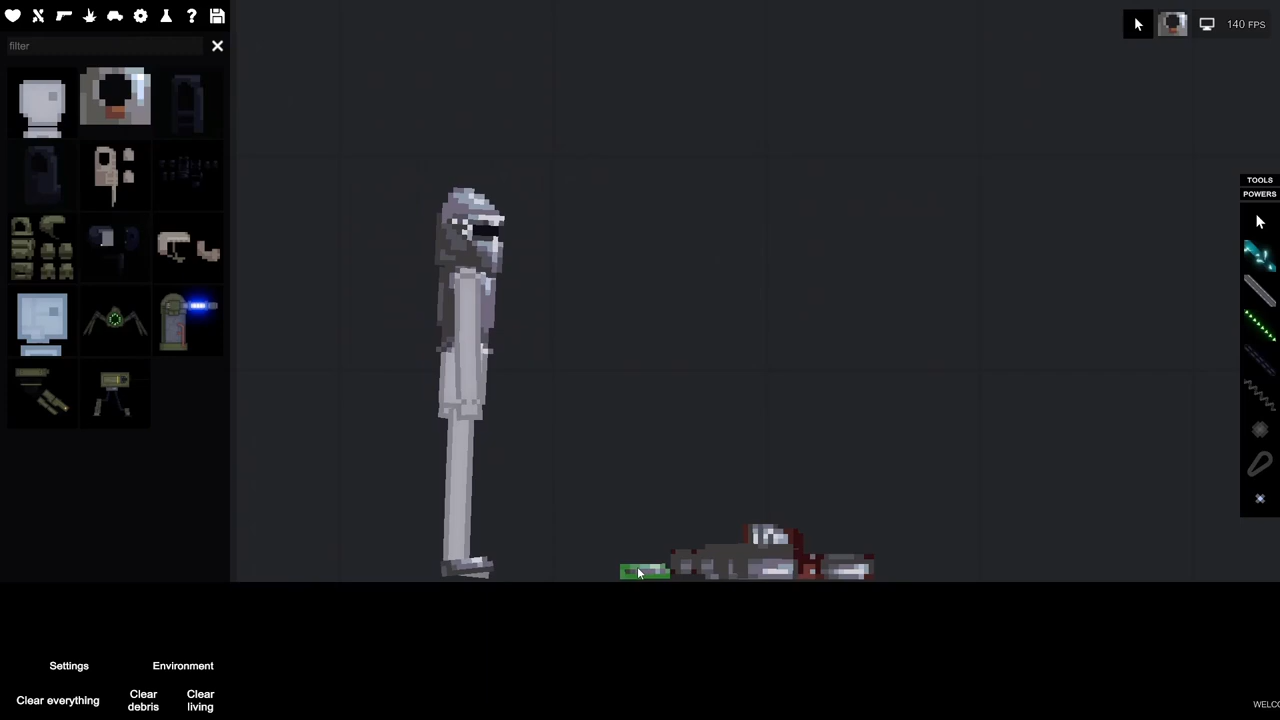 140 FPS
filter
TOOLS
POWERS
Settings
Environment
Clear everything
Clear
debris
Clear
living
WELCO